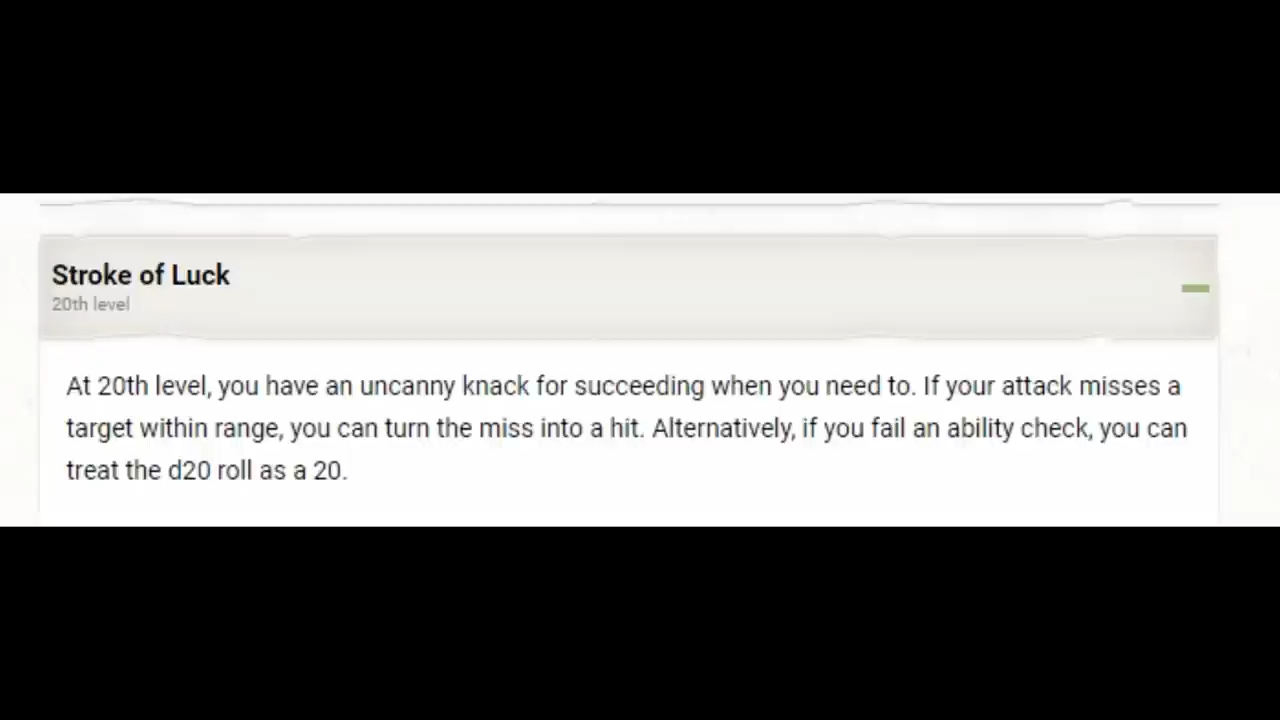 Stroke of Luck
20th level
At 20th level, you have an uncanny knack for succeeding when you need to. If your attack misses a
target within range, you can turn the miss into a hit. Alternatively, if you fail an ability check, you can
treat the d20 roll as a 20.